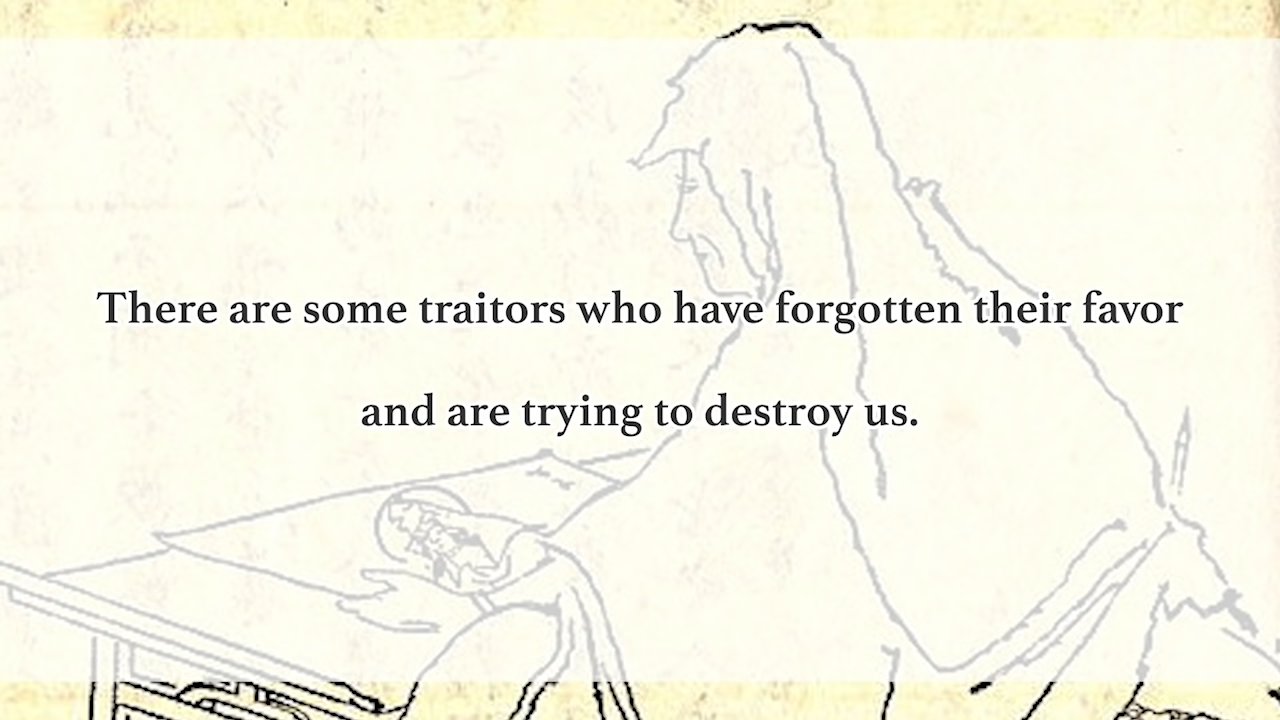 There are some traitors who have forgotten their favor
and are trying to destroy us.